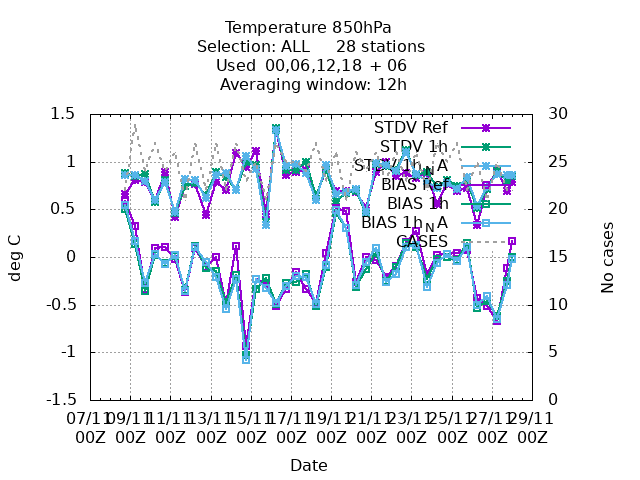 Temperature 850hPa
Selection: ALL 28 stations
Used 00,06,12,18 + 06
Averaging window: 12h
1.5
1
0.5
0
-0.5
-1
-1.5
deg C
30
25
20
15
10
5
0
No cases
STDV Ref
STDV 1h
STDV 1h_N A
BIAS Ref
BIAS 1h
BIAS 1h_N A
CASES
07/11 09/11 11/11 13/11 15/11 17/11 19/11 21/11 23/11 25/11 27/11 29/11
00Z 00Z 00Z 00Z 00Z 00Z 00Z 00Z 00Z 00Z 00Z 00Z
Date